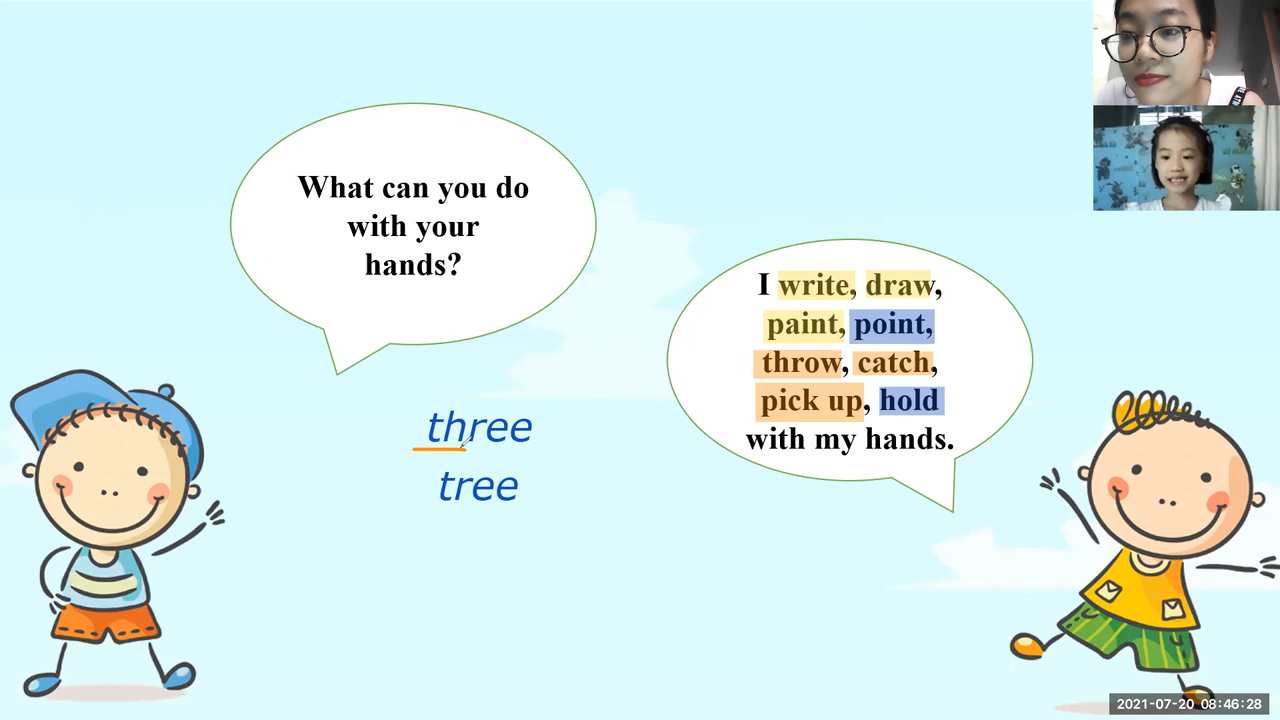 What can you do
with your
hands?
I write, draw,
paint, point,
throw, catch,
pick up, hold
with my hands.
three
tree
2021-07-20 08:46:28